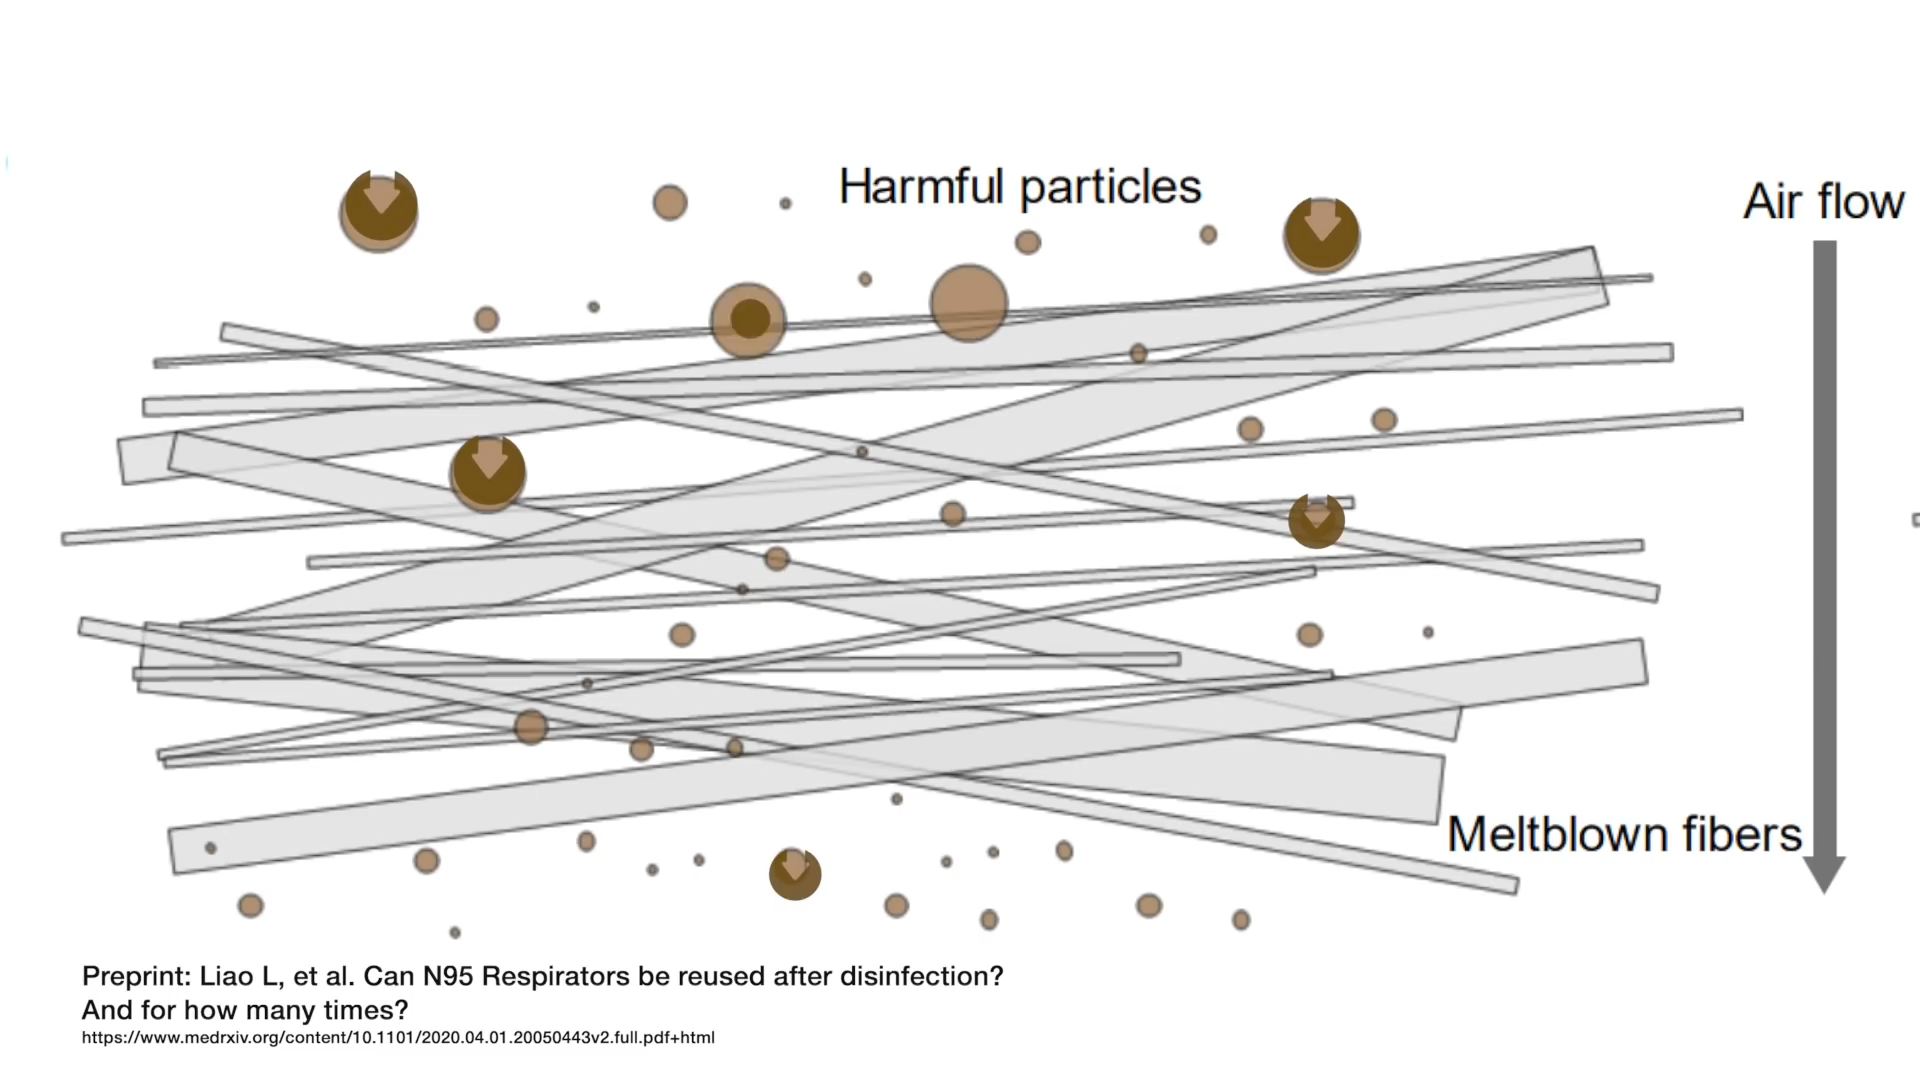 Harmful particles
Air flow
Meltblown fibers
Preprint: Liao L, et al. Can N95 Respirators be reused after disinfection?
And for how many times?
https://www.medrxiv.org/content/10.1101/2020.04.01.20050443v2.full.pdf+html